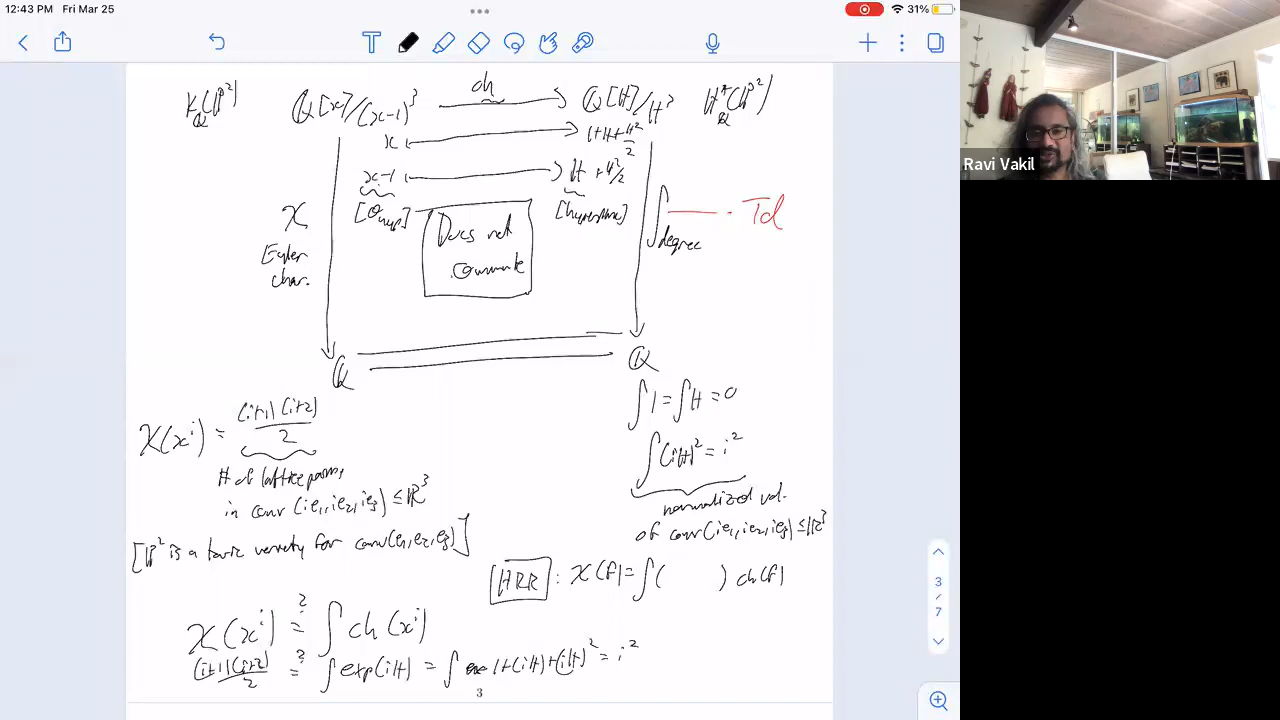 12:43 PM Fri Mar 25
31%
Ravi Vakil
K_ℚ(ℙ²) ℚ[x]/(x-1)³ ch → ℚ[H]/H³ H*_ℚ(ℙ²)
x ↦ 1+H+H²/2
x-1 ↦ H + H²/2
[O_hyp] [hyperplane]
χ Euler char.
Does not commute
∫ degree
Td
ℚ = ℚ
∫1 = ∫H = 0
χ(xⁱ) = (i+1)(i+2)/2
∫(iH)² = i²
# of lattice points
in conv(ie₁, ie₂, ie₃) ≤ ℝ³
normalized vol.
of conv(ie₁, ie₂, ie₃) ≤ ℝ³
[ℙ² is a toric variety for conv(e₁, e₂, e₃)]
HRR : χ(f) = ∫( ) ch(f)
χ(xⁱ) ?= ∫ ch(xⁱ)
(i+1)(i+2)/2 ?= ∫ exp(iH) = ∫ 1+(iH)+(iH)² = i²
3
3 / 7